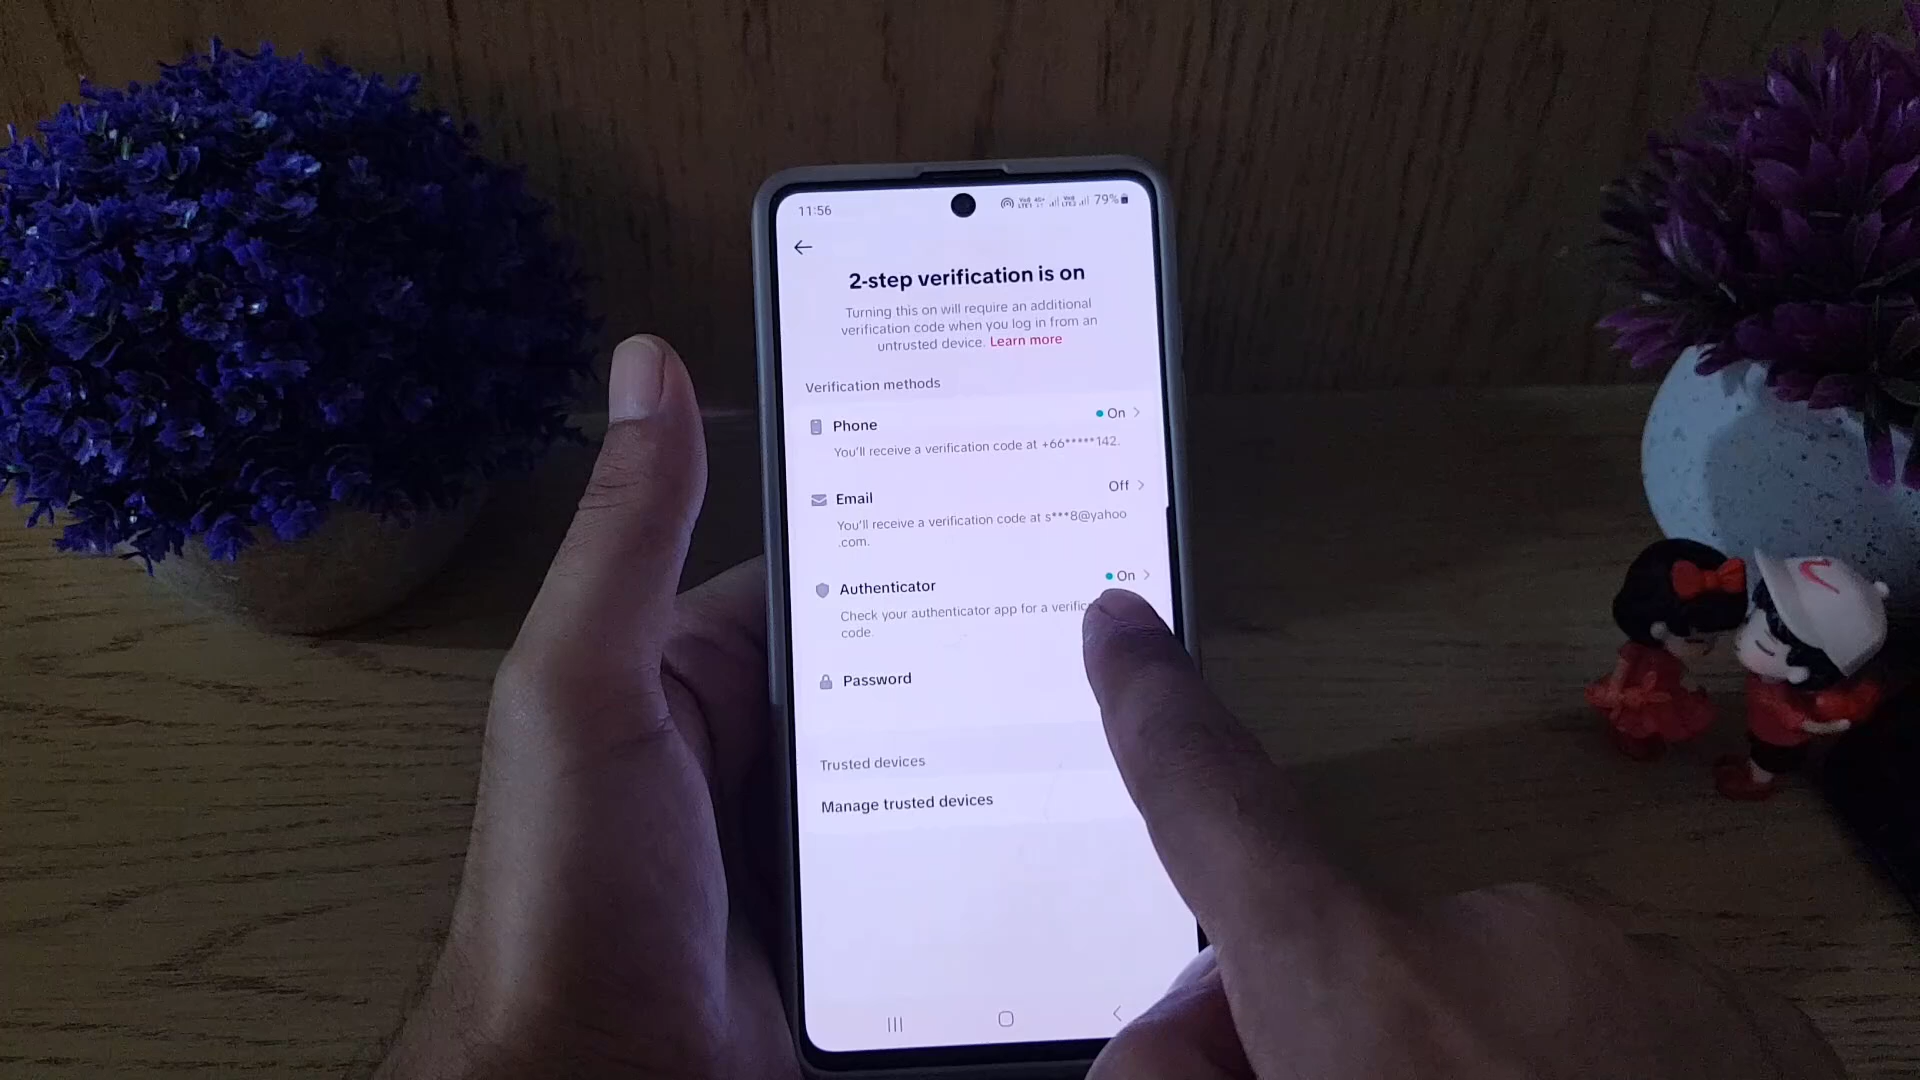 11:56
79%
2-step verification is on
Turning this on will require an additional
verification code when you log in from an
untrusted device. Learn more
Verification methods
Phone
On
You'll receive a verification code at +66*****142.
Email
Off
You'll receive a verification code at s***8@yahoo
.com.
Authenticator
On
Check your authenticator app for a
code.
Password
Trusted devices
Manage trusted devices